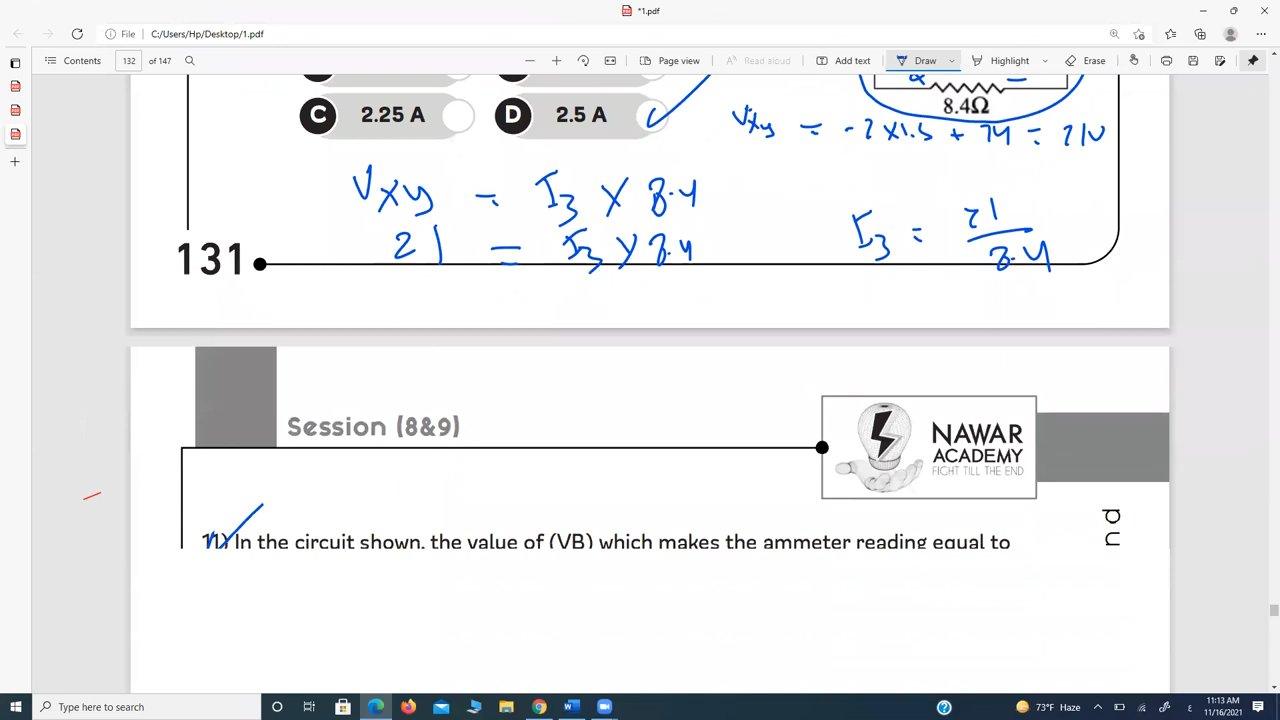 *1.pdf
File C:/Users/Hp/Desktop/1.pdf
Contents 132 of 147 Page view Read aloud Add text Draw Highlight Erase
C 2.25 A D 2.5 A
8.4Ω
Vxy = -2 x 1.5 + 24 = 21V
Vxy = I3 x 8.4
21 = I3 x 8.4
I3 = 21
8.4
131
Session (8&9)
NAWAR
ACADEMY
FIGHT TILL THE END
11) In the circuit shown, the value of (VB) which makes the ammeter reading equal to
Type here to search
73°F Haze
11:13 AM
11/16/2021